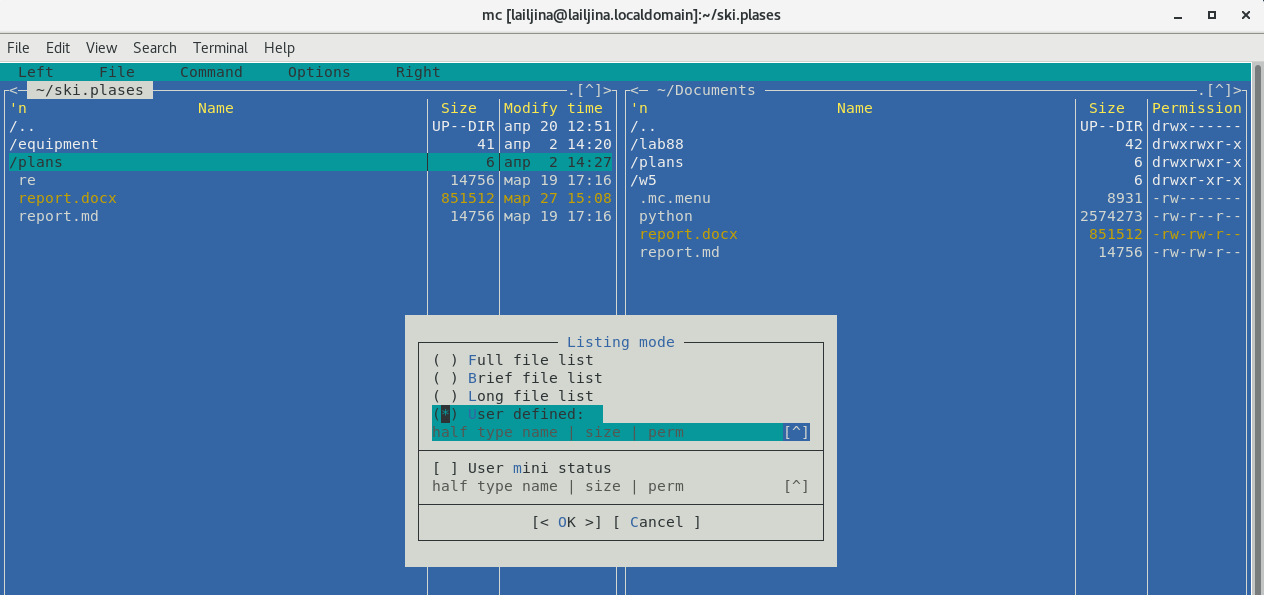 mc [lailjina@lailjina.localdomain]:~/ski.plases
File Edit View Search Terminal Help
Left File Command Options Right
<─ ~/ski.plases ─.[^]>
'n Name Size Modify time
/.. UP--DIR апр 20 12:51
/equipment 41 апр 2 14:20
/plans 6 апр 2 14:27
re 14756 мар 19 17:16
report.docx 851512 мар 27 15:08
report.md 14756 мар 19 17:16
<─ ~/Documents ─.[^]>
'n Name Size Permission
/.. UP--DIR drwx------
/lab88 42 drwxrwxr-x
/plans 6 drwxrwxr-x
/w5 6 drwxr-xr-x
.mc.menu 8931 -rw-------
python 2574273 -rw-r--r--
report.docx 851512 -rw-rw-r--
report.md 14756 -rw-rw-r--
Listing mode
( ) Full file list
( ) Brief file list
( ) Long file list
(*) User defined:
half type name | size | perm [^]
[ ] User mini status
half type name | size | perm [^]
[< OK >] [ Cancel ]